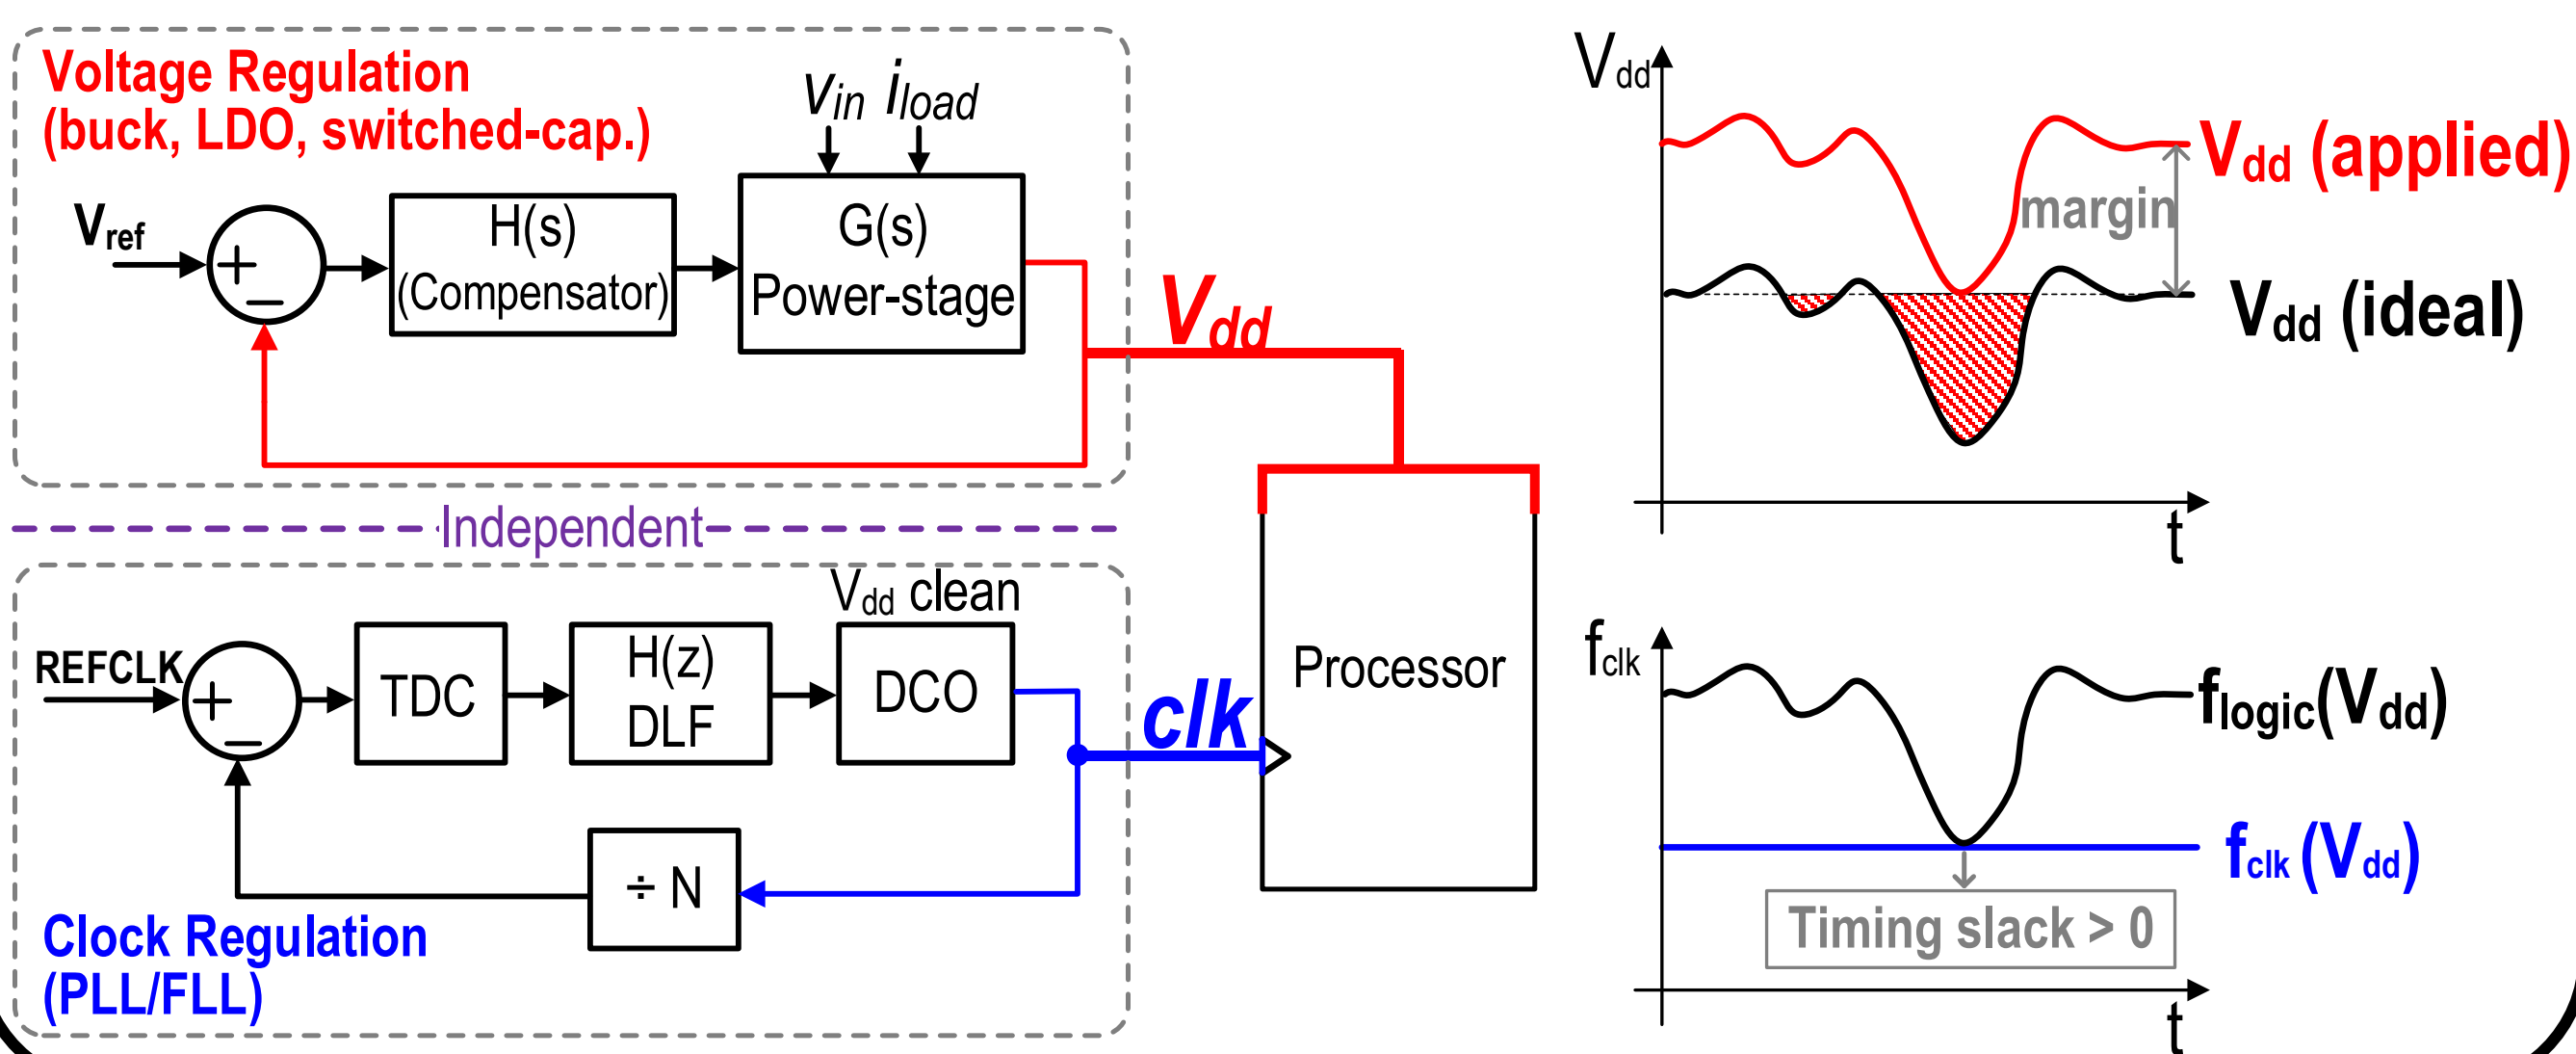 Voltage Regulation
(buck, LDO, switched-cap.)
Vin iload
Vref
+
−
H(s)
(Compensator)
G(s)
Power-stage
Vdd
Independent
Vdd clean
REFCLK
+
−
TDC
H(z)
DLF
DCO
clk
÷ N
Clock Regulation
(PLL/FLL)
Processor
Vdd
Vdd (applied)
margin
Vdd (ideal)
t
fclk
flogic(Vdd)
fclk (Vdd)
Timing slack > 0
t